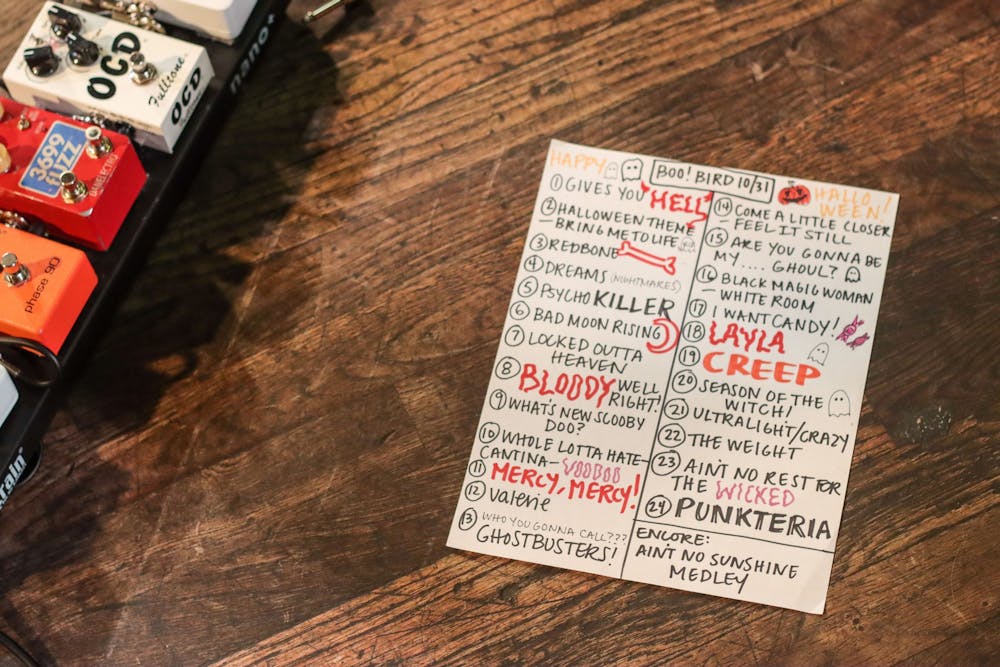 nano+
OCD
Fulltone
OCD
3699
fUZZ
DANELECTRO
phase 90
train
HAPPY
BOO! BIRD 10/31
HALLO-
WEEN!
1 GIVES YOU HELL
2 HALLOWEEN THEME
BRING ME TO LIFE
3 REDBONE
4 DREAMS (NIGHTMARES)
5 PSYCHO KILLER
6 BAD MOON RISING
7 LOCKED OUTTA
HEAVEN
8 BLOODY WELL
RIGHT!
9 WHAT'S NEW SCOOBY
DOO?
10 WHOLE LOTTA HATE-
CANTINA-VOODOO
11 MERCY, MERCY!
12 valerie
13 WHO YOU GONNA CALL???
GHOSTBUSTERS!
14 COME A LITTLE CLOSER
- FEEL IT STILL
15 ARE YOU GONNA BE
MY.... GHOUL?
16 BLACK MAGIC WOMAN
- WHITE ROOM
17 I WANT CANDY!
18 LAYLA
19 CREEP
20 SEASON OF THE
WITCH!
21 ULTRALIGHT/CRAZY
22 THE WEIGHT
23 AIN'T NO REST FOR
THE WICKED
24 PUNKTERIA
ENCORE:
AIN'T NO SUNSHINE
MEDLEY